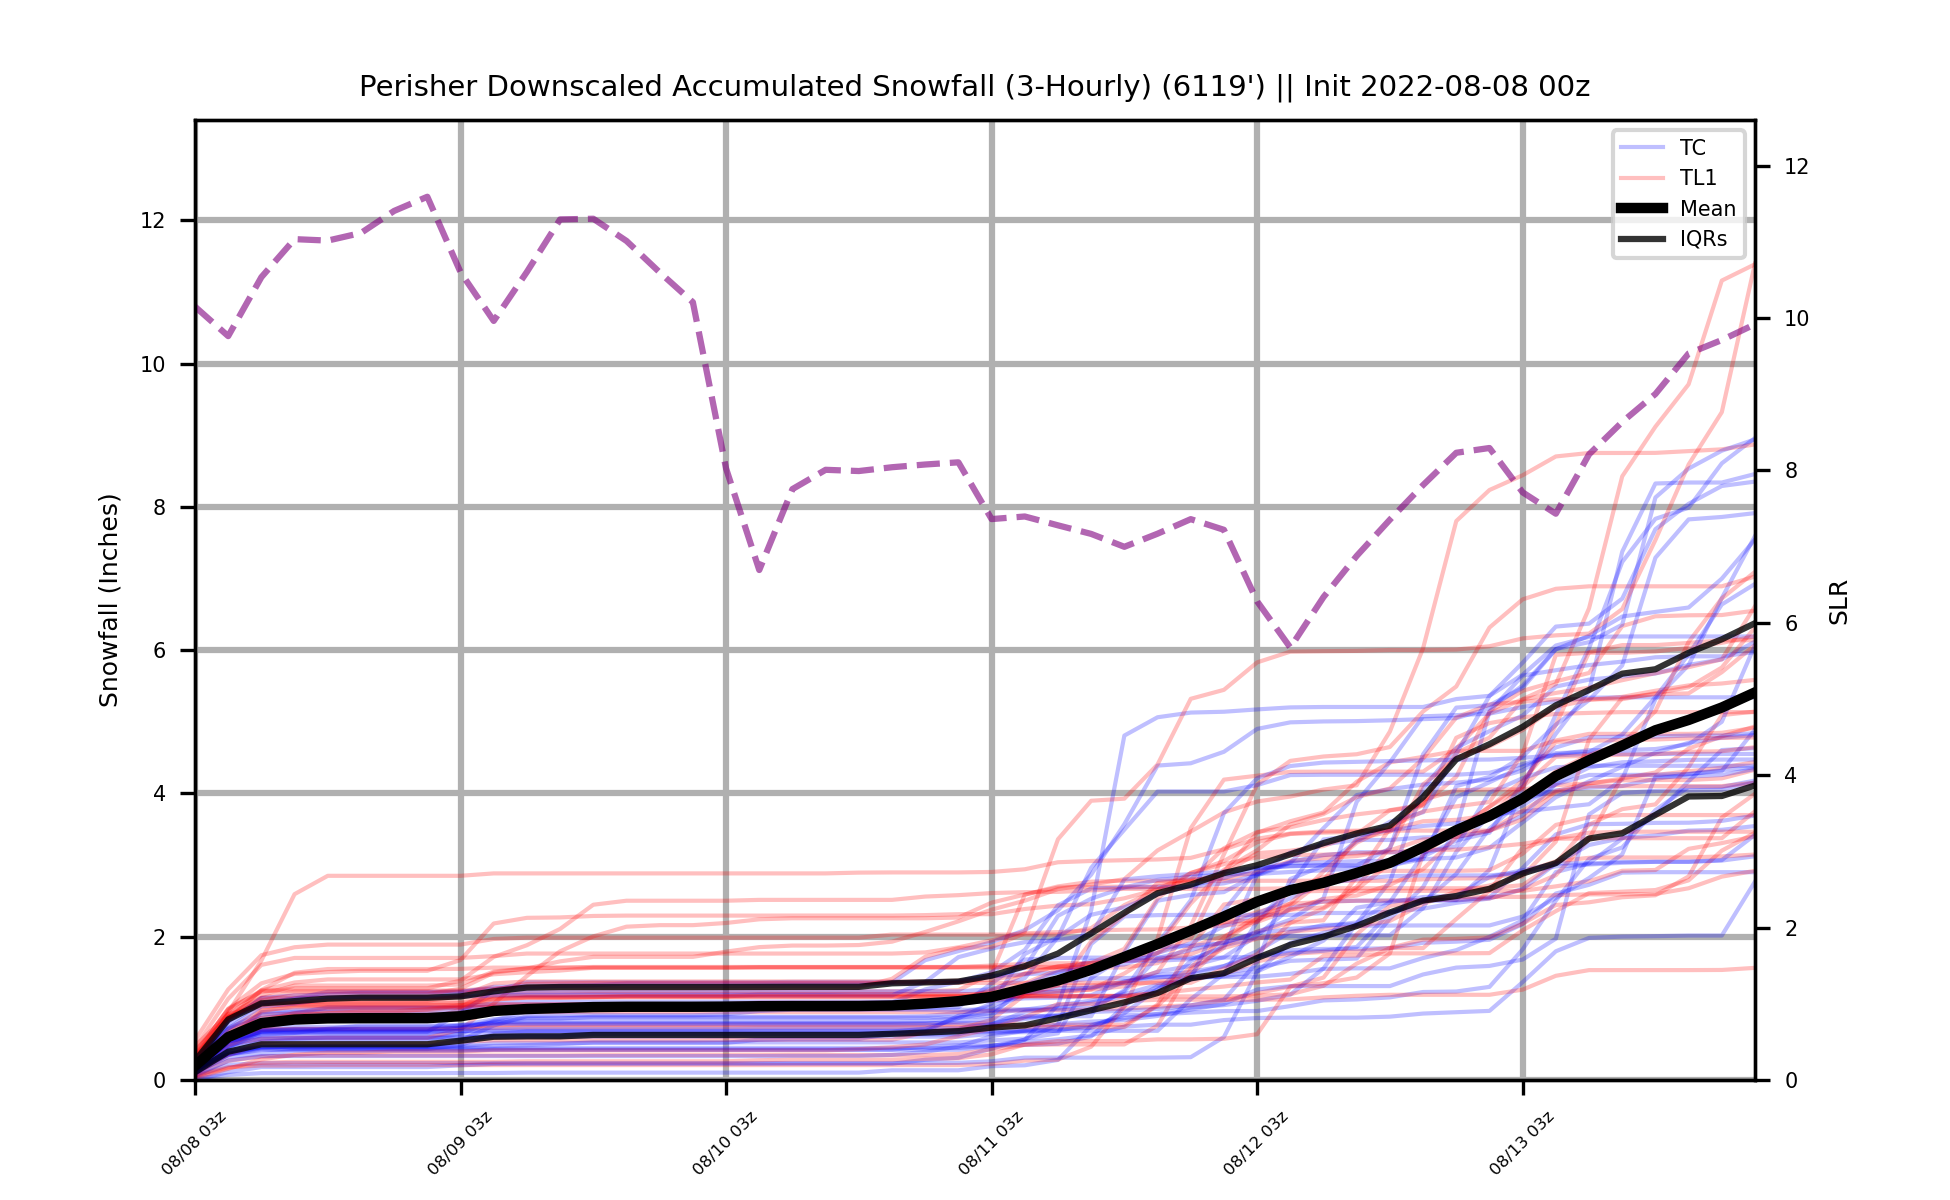 Perisher Downscaled Accumulated Snowfall (3-Hourly) (6119') || Init 2022-08-08 00z
TC
TL1
Mean
IQRs
Snowfall (Inches)
12
10
8
6
4
2
0
SLR
12
10
8
6
4
2
0
08/08 03z
08/09 03z
08/10 03z
08/11 03z
08/12 03z
08/13 03z